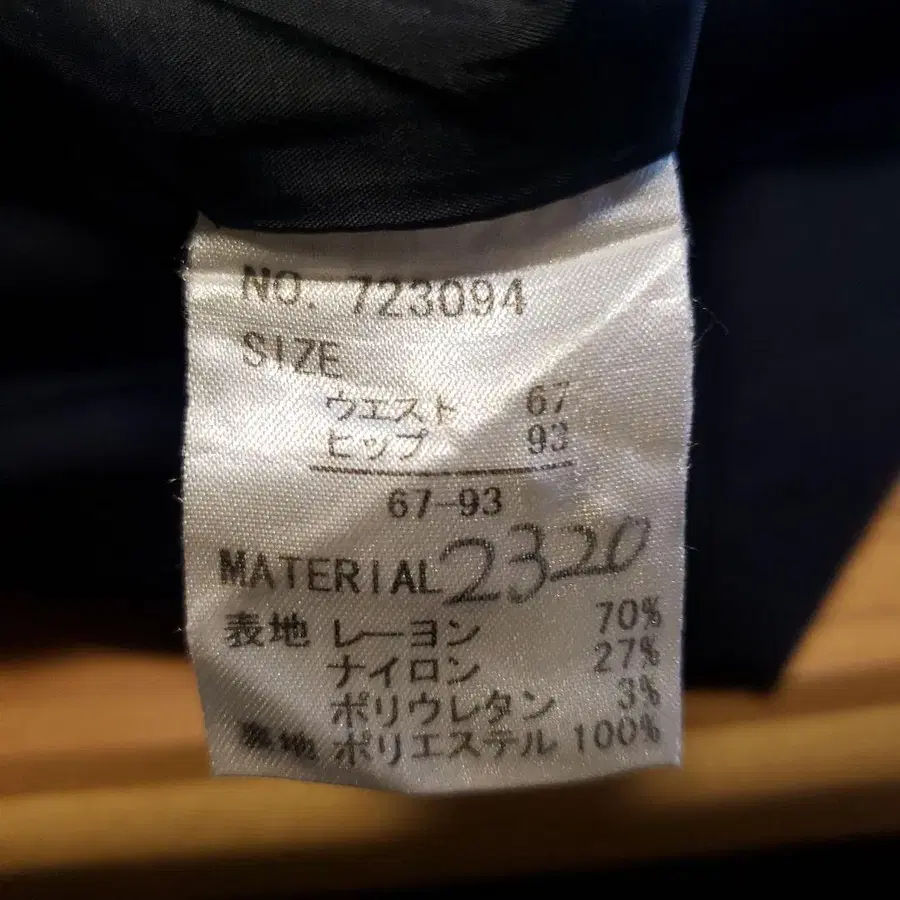 NO. 723094
SIZE
ウエスト 67
ヒップ 93
67-93
MATERIAL 2320
表地 レーヨン 70%
ナイロン 27%
ポリウレタン 3%
裏地 ポリエステル 100%